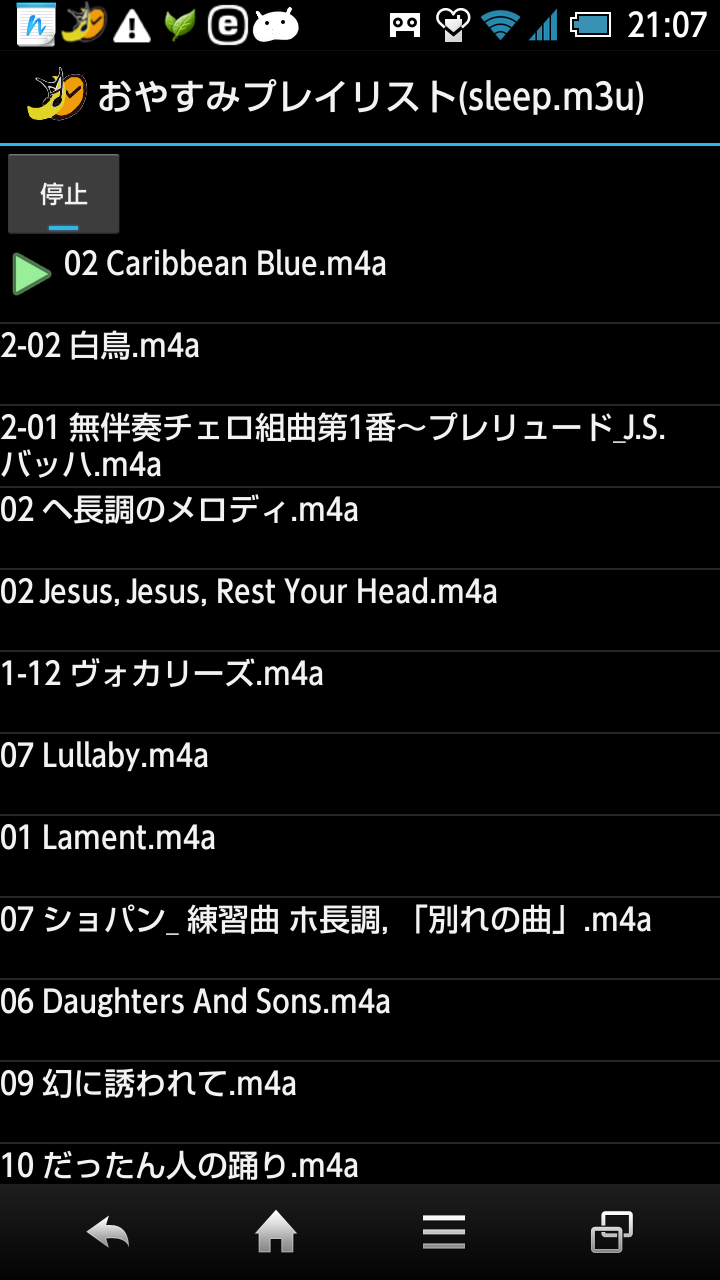 21:07
おやすみプレイリスト(sleep.m3u)
停止
02 Caribbean Blue.m4a
2-02 白鳥.m4a
2-01 無伴奏チェロ組曲第1番～プレリュード_J.S.
バッハ.m4a
02 ヘ長調のメロディ.m4a
02 Jesus, Jesus, Rest Your Head.m4a
1-12 ヴォカリーズ.m4a
07 Lullaby.m4a
01 Lament.m4a
07 ショパン_ 練習曲 ホ長調, 「別れの曲」.m4a
06 Daughters And Sons.m4a
09 幻に誘われて.m4a
10 だったん人の踊り.m4a